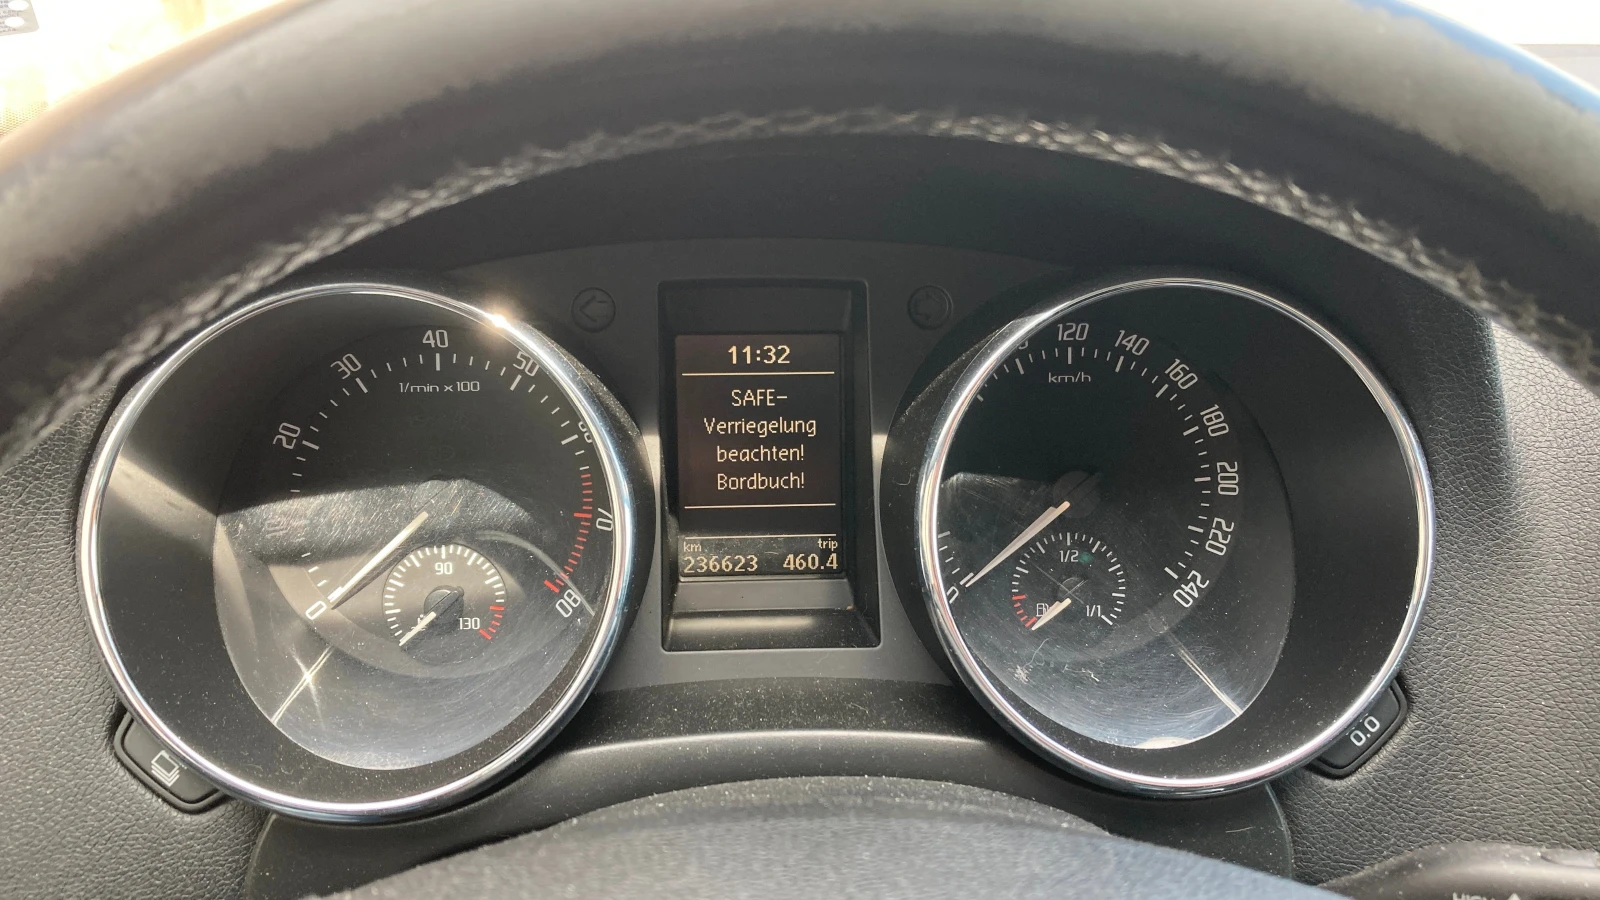 20
30
40
50
60
70
80
0
1/min x 100
90
130
11:32
SAFE-
Verriegelung
beachten!
Bordbuch!
km
trip
236623
460.4
120
140
160
180
200
220
240
0
km/h
1/2
1/1
0.0
HIGH